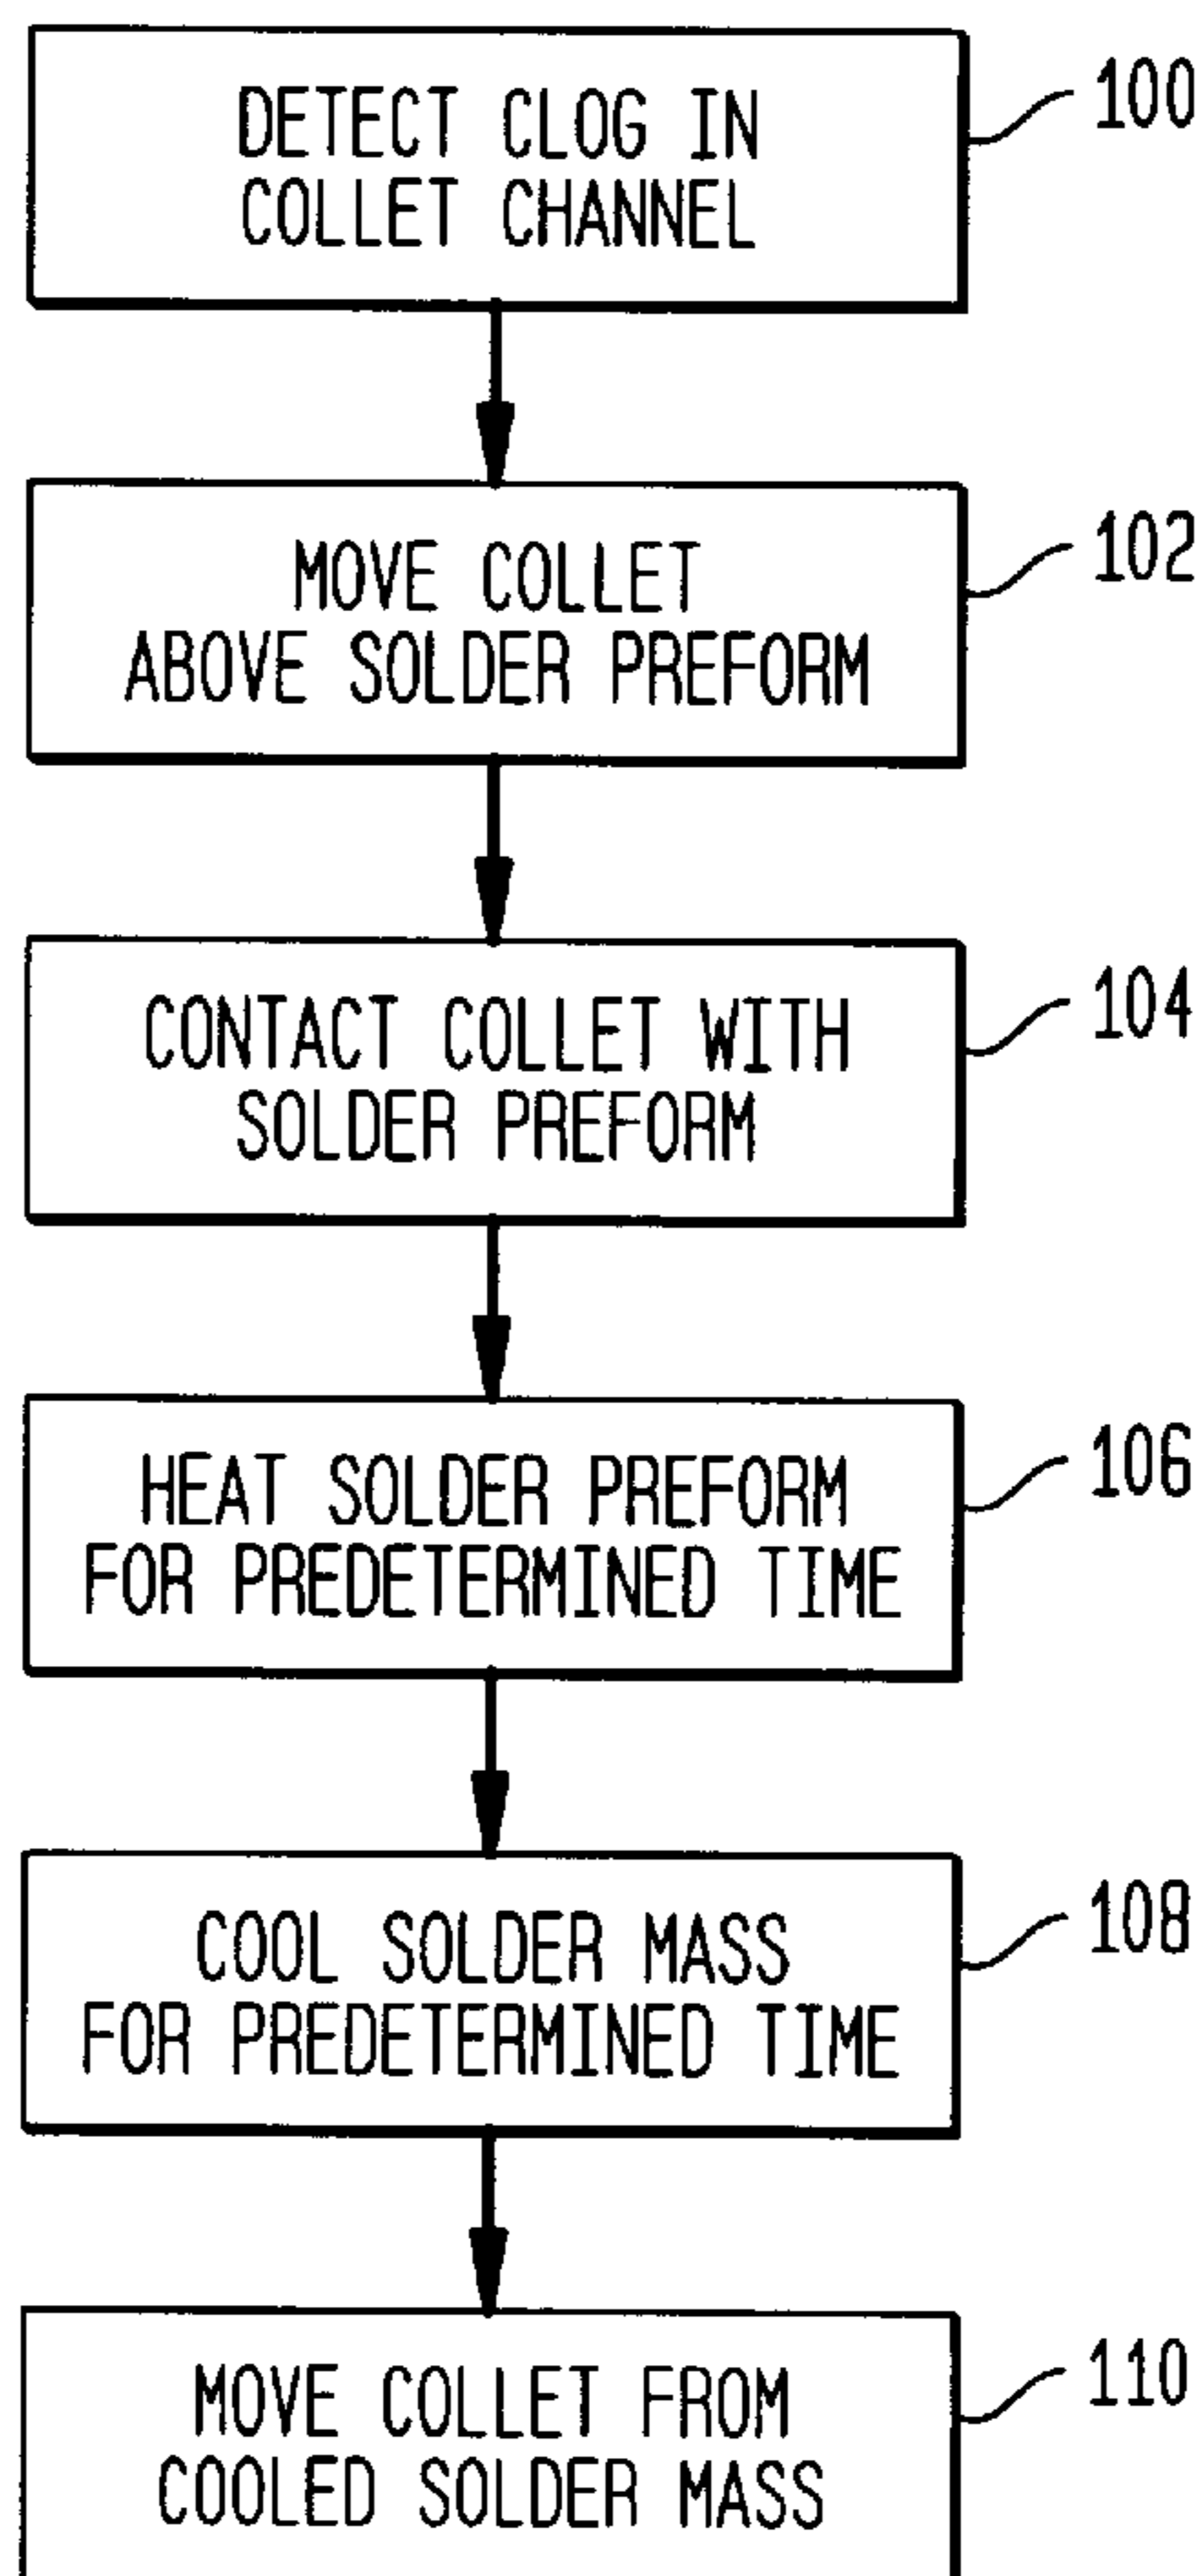 DETECT CLOG IN
COLLET CHANNEL
100
MOVE COLLET
ABOVE SOLDER PREFORM
102
CONTACT COLLET WITH
SOLDER PREFORM
104
HEAT SOLDER PREFORM
FOR PREDETERMINED TIME
106
COOL SOLDER MASS
FOR PREDETERMINED TIME
108
MOVE COLLET FROM
COOLED SOLDER MASS
110